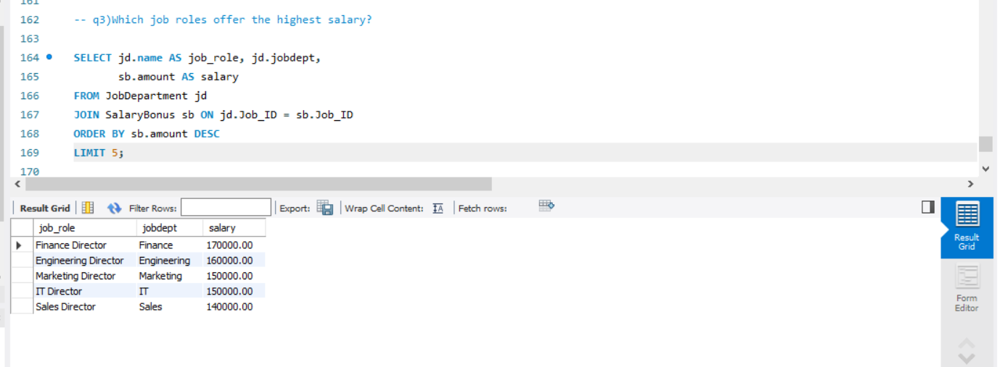 161
162 -- q3)Which job roles offer the highest salary?
163
164 SELECT jd.name AS job_role, jd.jobdept,
165 sb.amount AS salary
166 FROM JobDepartment jd
167 JOIN SalaryBonus sb ON jd.Job_ID = sb.Job_ID
168 ORDER BY sb.amount DESC
169 LIMIT 5;
170
Result Grid Filter Rows: Export: Wrap Cell Content: IA Fetch rows:
job_role jobdept salary
Finance Director Finance 170000.00
Engineering Director Engineering 160000.00
Marketing Director Marketing 150000.00
IT Director IT 150000.00
Sales Director Sales 140000.00
Result
Grid
Form
Editor